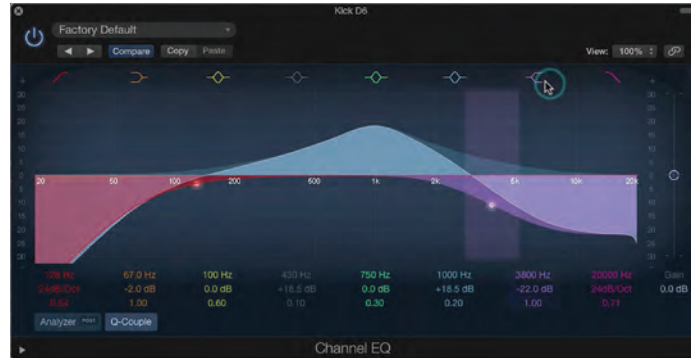 Kick D6
Factory Default
Compare Copy Paste View: 100%
20 50 100 200 500 1k 2k 5k 10k 20k
128 Hz 67.0 Hz 100 Hz 430 Hz 750 Hz 1000 Hz 3800 Hz 20000 Hz Gain
24dB/Oct -2.0 dB 0.0 dB +18.5 dB 0.0 dB +18.5 dB -22.0 dB 24dB/Oct 0.0 dB
0.54 1.00 0.60 0.10 0.30 0.20 1.00 0.71
Analyzer POST Q-Couple
Channel EQ